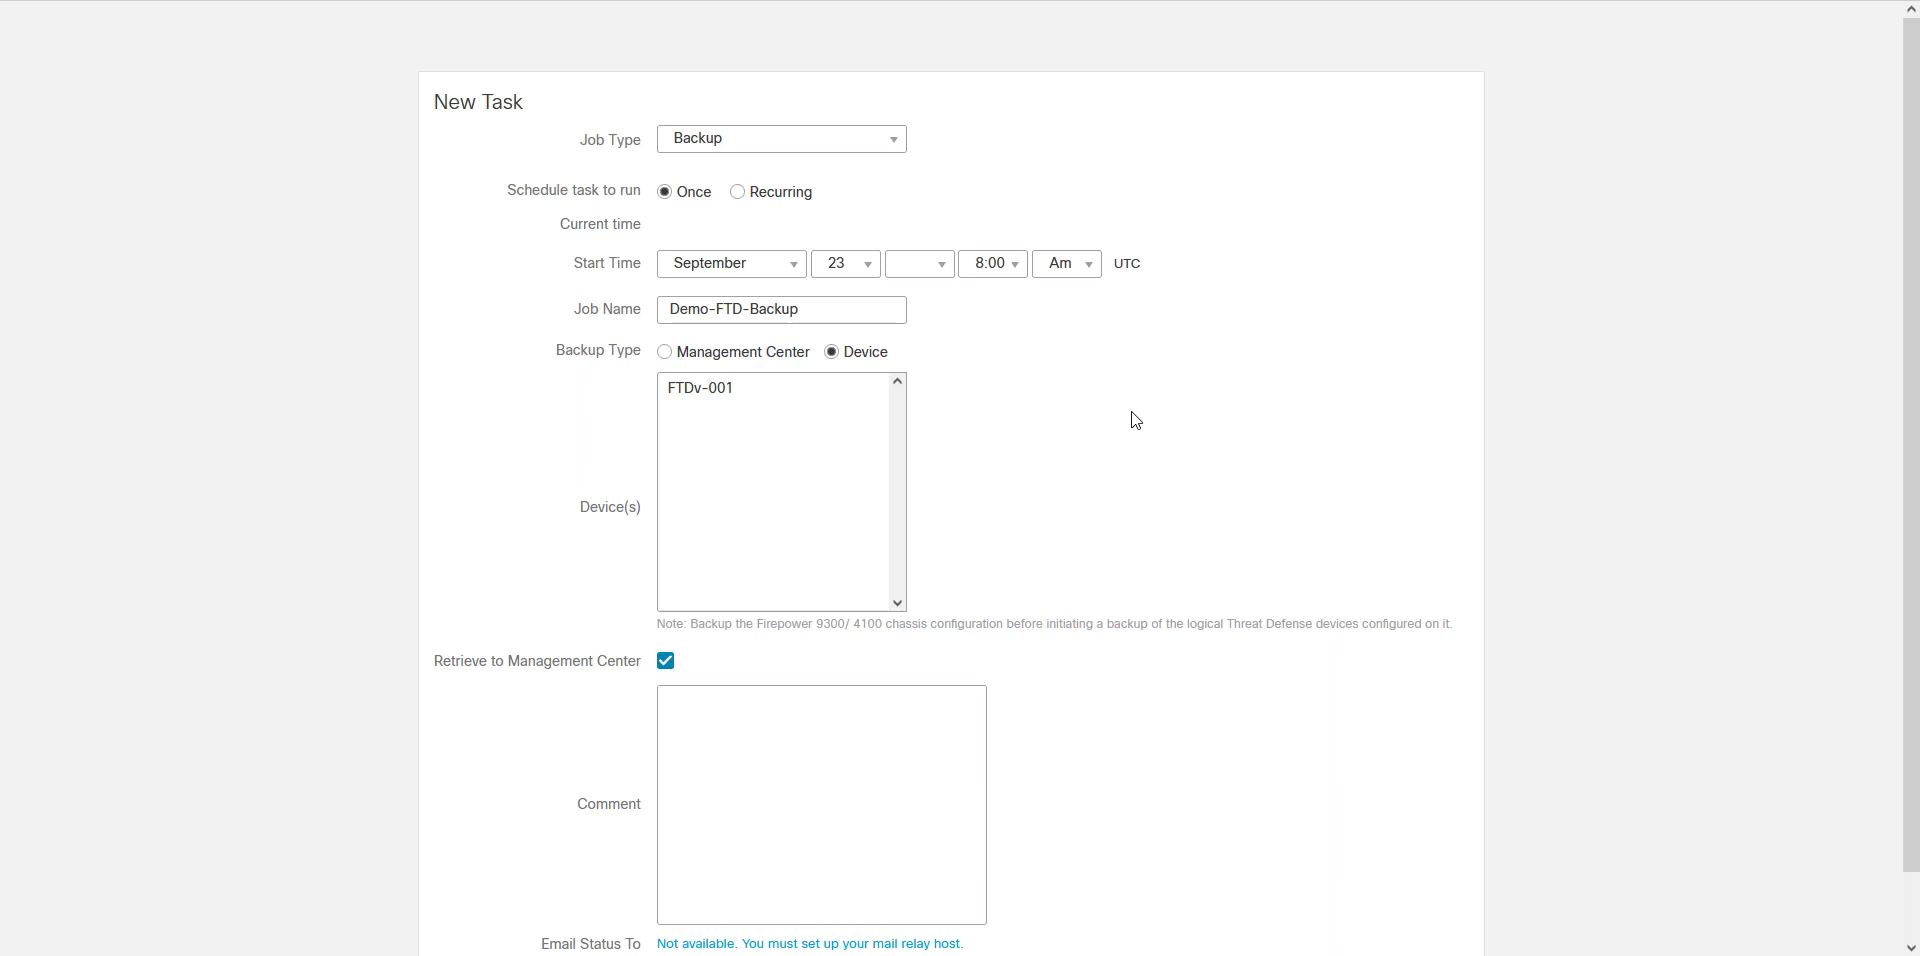 New Task
Job Type Backup
Schedule task to run Once Recurring
Current time
Start Time September 23 8:00 Am UTC
Job Name Demo-FTD-Backup
Backup Type Management Center Device
FTDv-001
Device(s)
Note: Backup the Firepower 9300/ 4100 chassis configuration before initiating a backup of the logical Threat Defense devices configured on it.
Retrieve to Management Center
Comment
Email Status To Not available. You must set up your mail relay host.